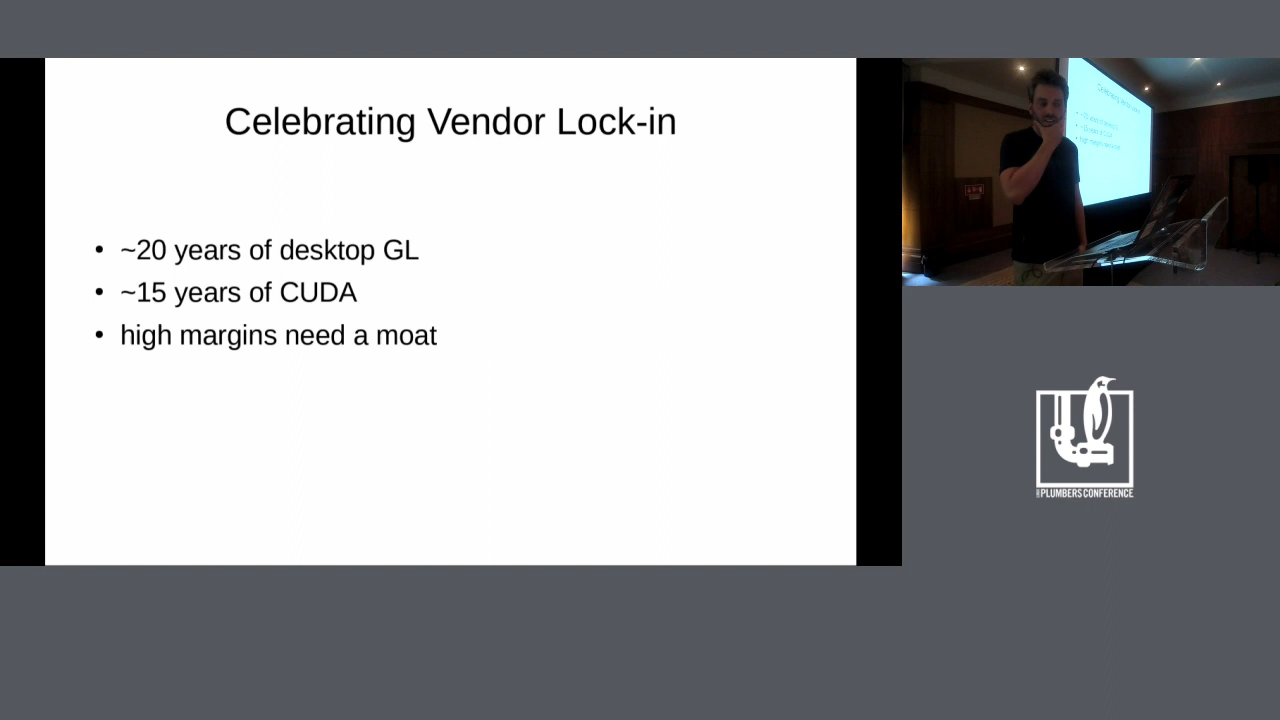 Celebrating Vendor Lock-in
~20 years of desktop GL
~15 years of CUDA
high margins need a moat
PLUMBERS CONFERENCE